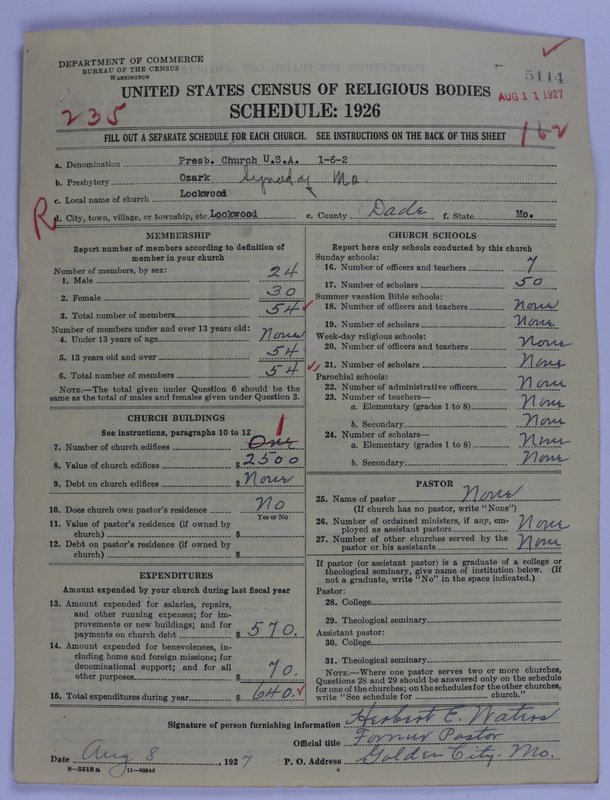 DEPARTMENT OF COMMERCE
BUREAU OF THE CENSUS
WASHINGTON
5114
AUG 11 1927
UNITED STATES CENSUS OF RELIGIOUS BODIES
SCHEDULE: 1926
235
162
FILL OUT A SEPARATE SCHEDULE FOR EACH CHURCH. SEE INSTRUCTIONS ON THE BACK OF THIS SHEET
a. Denomination Presb. Church U.S.A. 1-6-2
b. Presbytery Ozark Mo.
c. Local name of church Lockwood
R
d. City, town, village, or township, etc. Lockwood e. County Dade f. State Mo.
MEMBERSHIP
Report number of members according to definition of
member in your church
Number of members, by sex:
1. Male 24
2. Female 30
3. Total number of members 54
Number of members under and over 13 years old:
4. Under 13 years of age None
5. 13 years old and over 54
6. Total number of members 54
NOTE.—The total given under Question 6 should be the
same as the total of males and females given under Question 3.
CHURCH BUILDINGS
See instructions, paragraphs 10 to 12
7. Number of church edifices One 1
8. Value of church edifices $ 2500
9. Debt on church edifices $ None
10. Does church own pastor's residence No
Yes or No
11. Value of pastor's residence (if owned by
church) $
12. Debt on pastor's residence (if owned by
church) $
EXPENDITURES
Amount expended by your church during last fiscal year
13. Amount expended for salaries, repairs,
and other running expenses; for im-
provements or new buildings; and for
payments on church debt $ 570.
14. Amount expended for benevolences, in-
cluding home and foreign missions; for
denominational support; and for all
other purposes $ 70.
15. Total expenditures during year $ 640.
CHURCH SCHOOLS
Report here only schools conducted by this church
Sunday schools:
16. Number of officers and teachers 7
17. Number of scholars 50
Summer vacation Bible schools:
18. Number of officers and teachers None
19. Number of scholars None
Week-day religious schools:
20. Number of officers and teachers None
21. Number of scholars None
Parochial schools:
22. Number of administrative officers None
23. Number of teachers—
a. Elementary (grades 1 to 8) None
b. Secondary None
24. Number of scholars—
a. Elementary (grades 1 to 8) None
b. Secondary None
PASTOR
25. Name of pastor None
(If church has no pastor, write "None")
26. Number of ordained ministers, if any, em-
ployed as assistant pastors None
27. Number of other churches served by the
pastor or his assistants None
If pastor (or assistant pastor) is a graduate of a college or
theological seminary, give name of institution below. (If
not a graduate, write "No" in the space indicated.)
Pastor:
28. College
29. Theological seminary
Assistant pastor:
30. College
31. Theological seminary
NOTE.—Where one pastor serves two or more churches,
Questions 28 and 29 should be answered only on the schedule
for one of the churches; on the schedules for the other churches,
write "See schedule for church."
Signature of person furnishing information Herbert E. Waters
Official title Former Pastor
Date Aug 8, 1927 P. O. Address Golden City. Mo.
8—5518 a 11—9064d